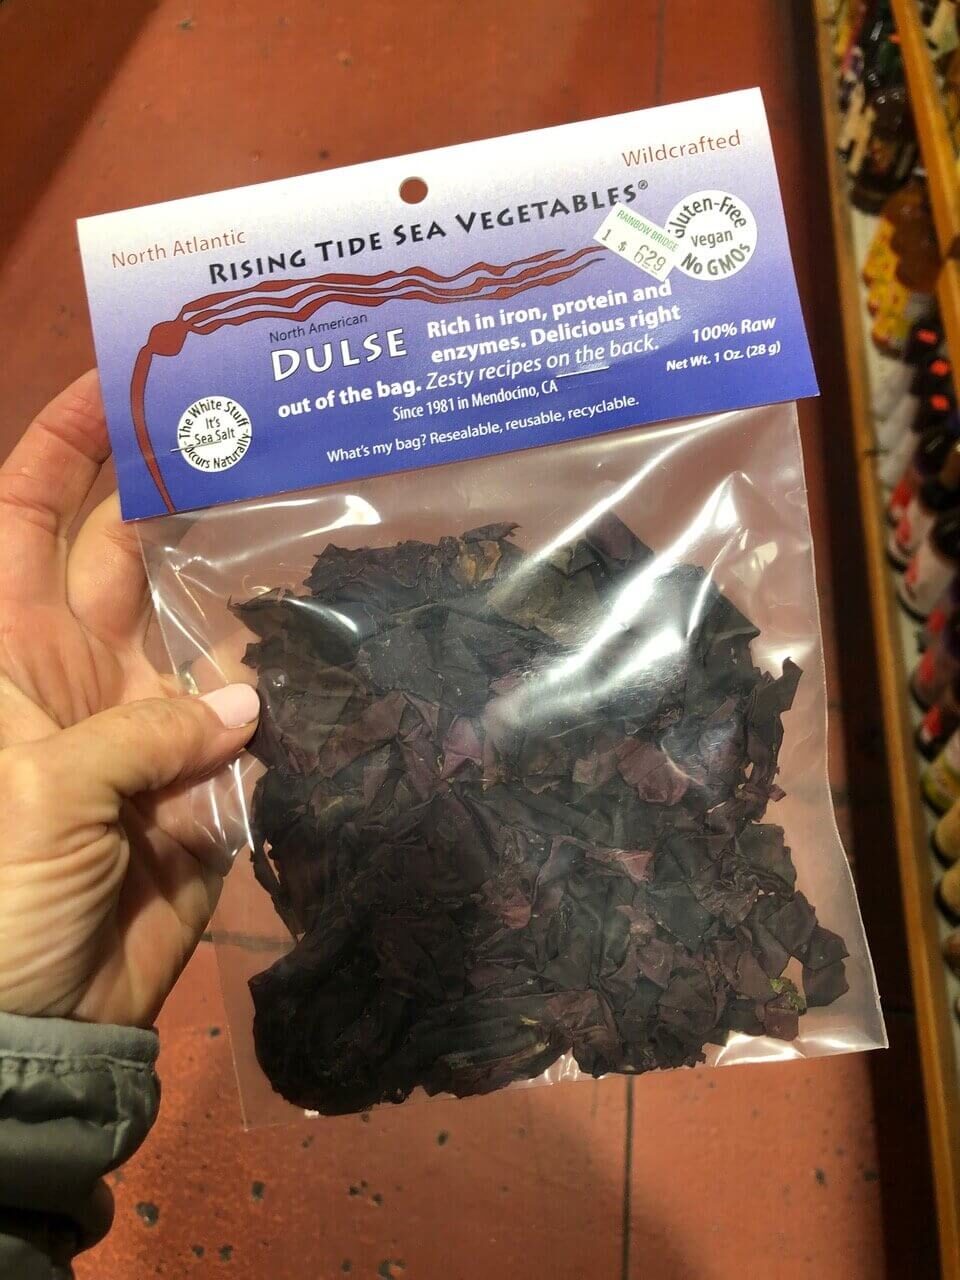 Wildcrafted
North Atlantic
RISING TIDE SEA VEGETABLES®
RAINBOW BRIDGE
1 $ 6.29
Gluten-Free
Vegan
No GMOs
North American
DULSE
Rich in iron, protein and
enzymes. Delicious right
out of the bag. Zesty recipes on the back.
100% Raw
Net Wt. 1 Oz. (28 g)
Since 1981 in Mendocino, CA
What's my bag? Resealable, reusable, recyclable.
The White Stuff
It's
Sea Salt
Occurs Naturally